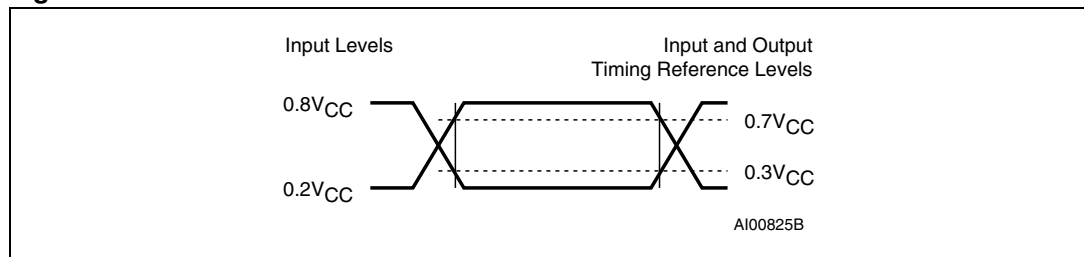 Input Levels
Input and Output
Timing Reference Levels
0.8VCC
0.7VCC
0.3VCC
0.2VCC
AI00825B